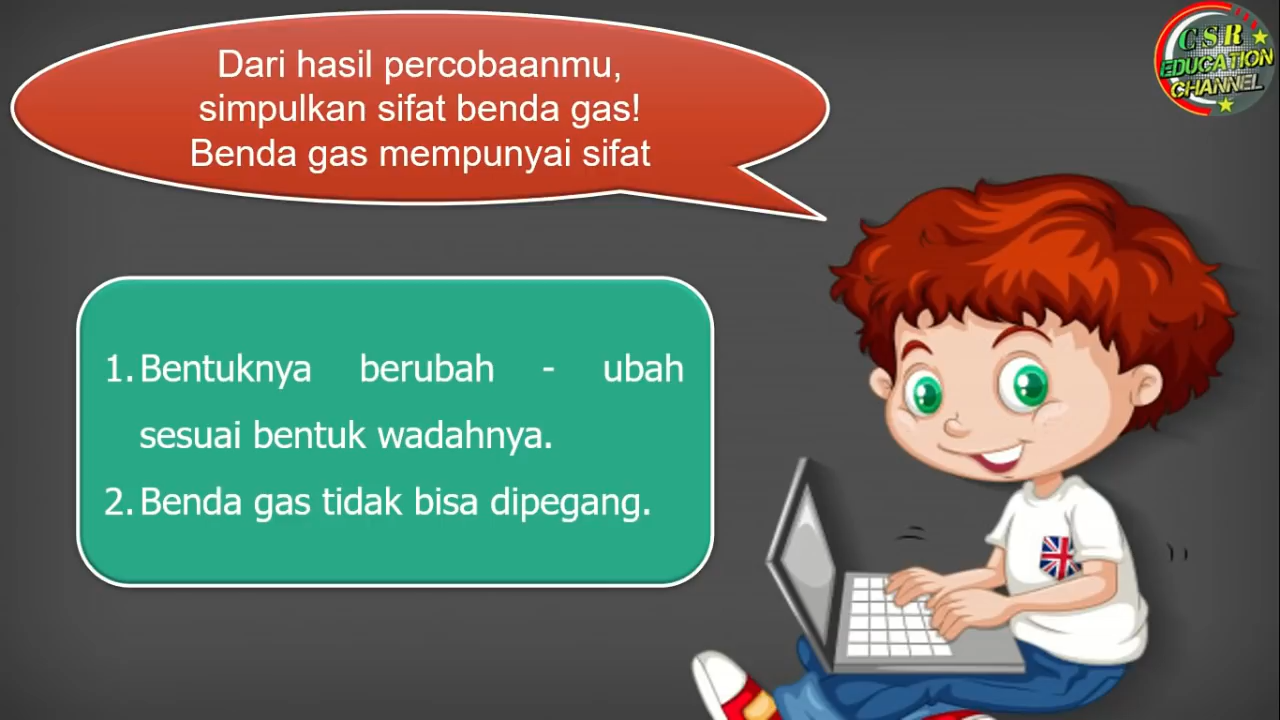 Dari hasil percobaanmu,
simpulkan sifat benda gas!
Benda gas mempunyai sifat
CSR
EDUCATION
CHANNEL
1. Bentuknya berubah - ubah
sesuai bentuk wadahnya.
2. Benda gas tidak bisa dipegang.